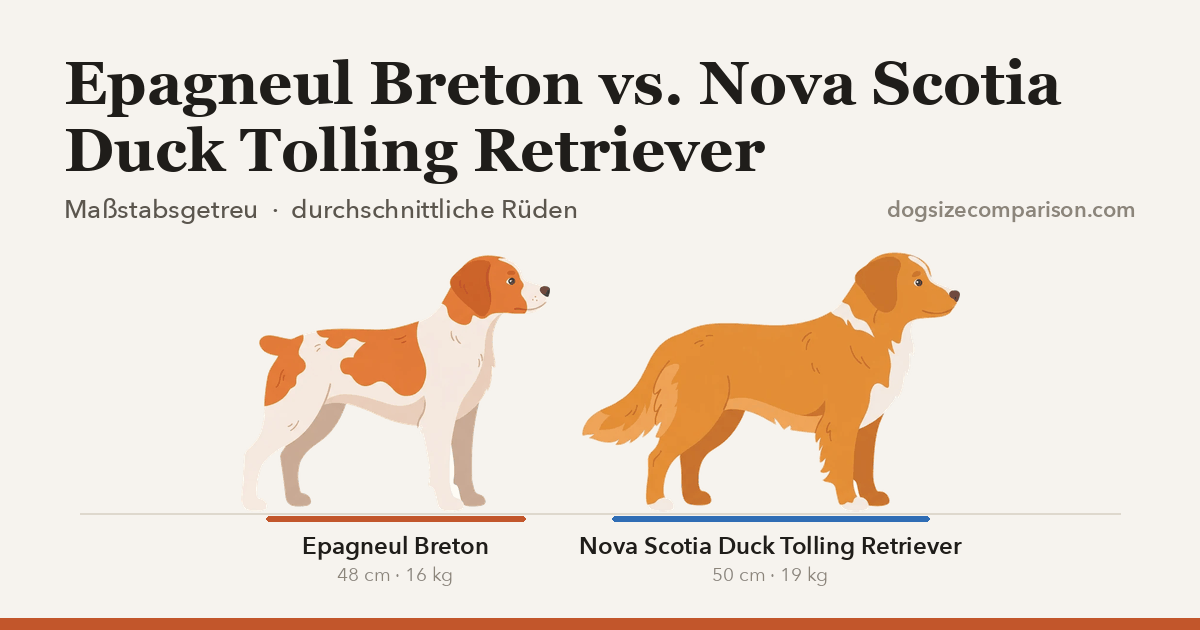 Epagneul Breton vs. Nova Scotia
Duck Tolling Retriever
Maßstabsgetreu · durchschnittliche Rüden
dogsizecomparison.com
Epagneul Breton
48 cm · 16 kg
Nova Scotia Duck Tolling Retriever
50 cm · 19 kg